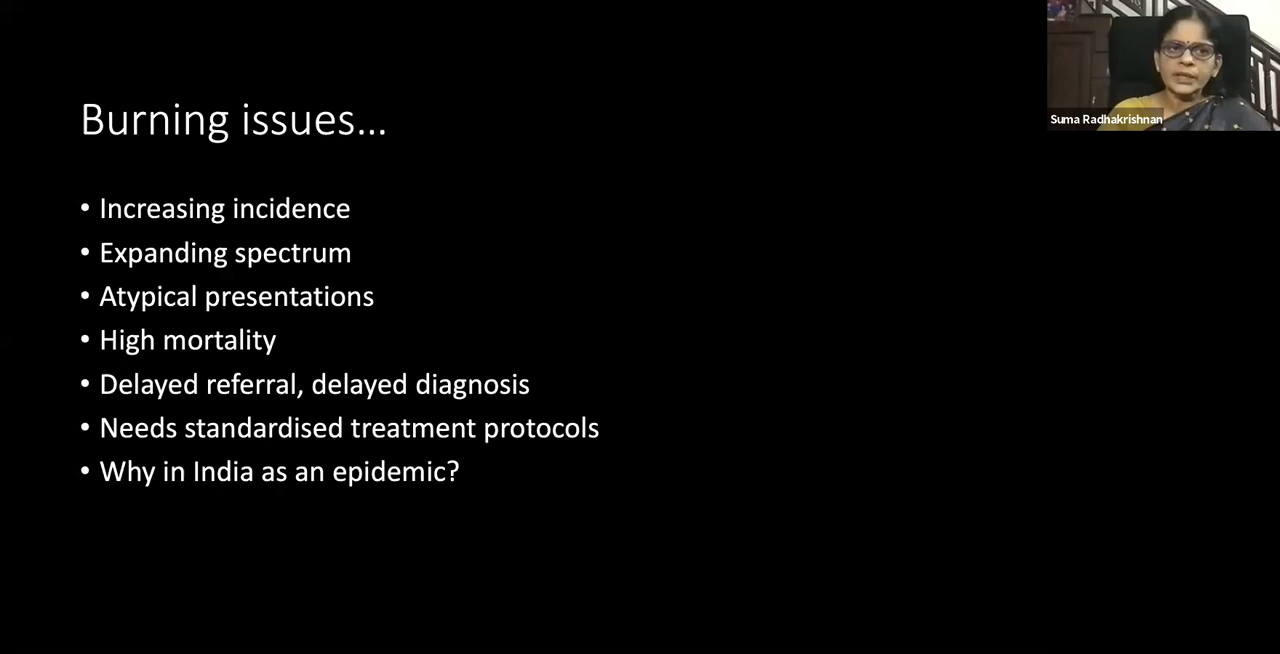 Burning issues...
• Increasing incidence
• Expanding spectrum
• Atypical presentations
• High mortality
• Delayed referral, delayed diagnosis
• Needs standardised treatment protocols
• Why in India as an epidemic?
Suma Radhakrishnan